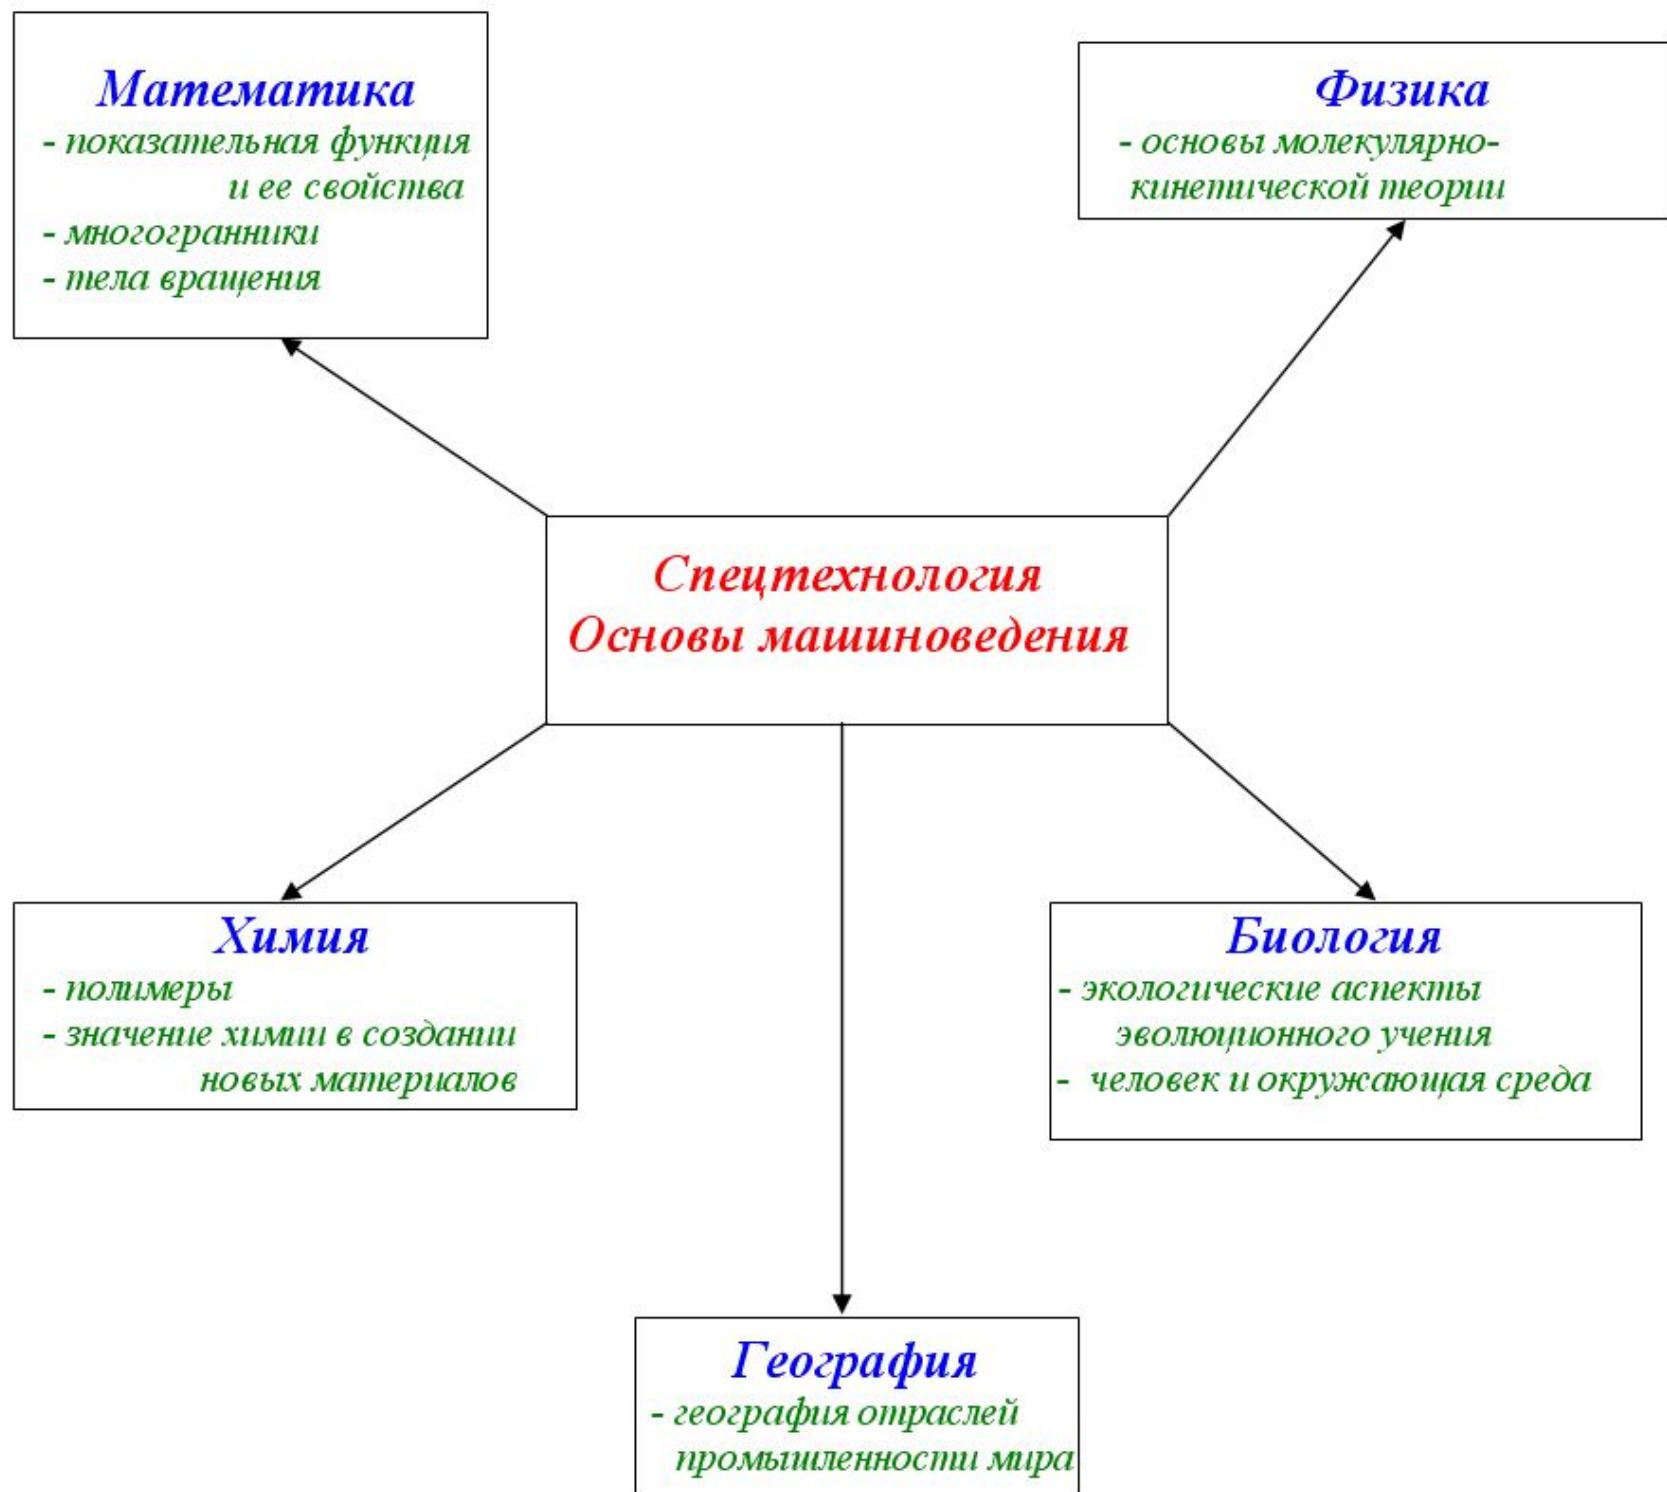 Математика
- показательная функция
и ее свойства
- многогранники
- тела вращения
Физика
- основы молекулярно-
кинетической теории
Спецтехнология
Основы машиноведения
Химия
- полимеры
- значение химии в создании
новых материалов
Биология
- экологические аспекты
эволюционного учения
- человек и окружающая среда
География
- география отраслей
промышленности мира